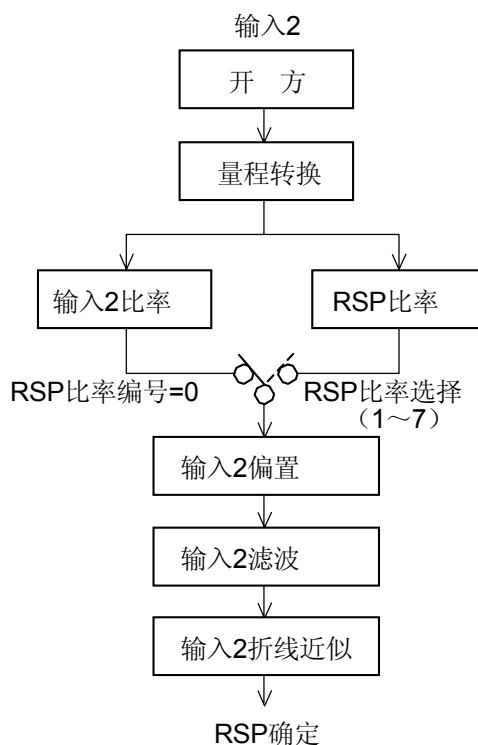 输入2
开 方
量程转换
输入2比率
RSP比率
RSP比率编号=0
RSP比率选择
（1～7）
输入2偏置
输入2滤波
输入2折线近似
RSP确定